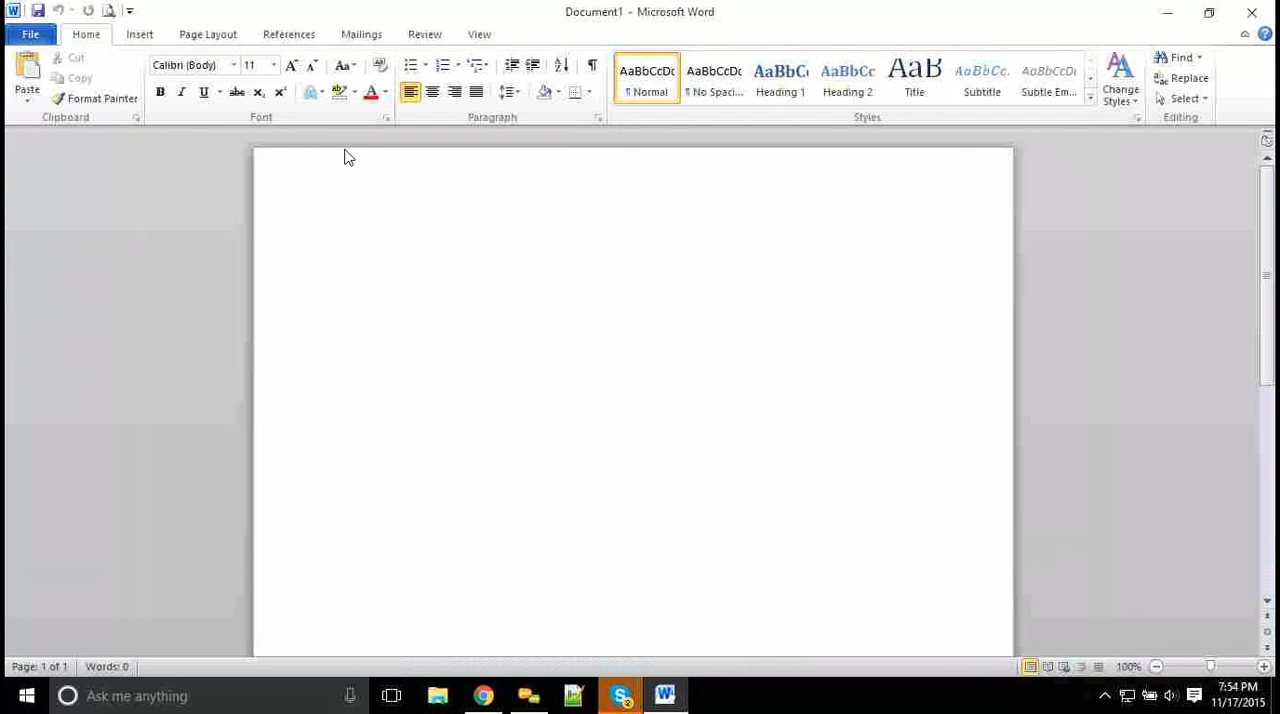 Document1 - Microsoft Word
File Home Insert Page Layout References Mailings Review View
Paste
Cut
Copy
Format Painter
Clipboard
Calibri (Body) 11
Font
Paragraph
AaBbCcDc AaBbCcDc AaBbC AaBbCc AaB AaBbCc. AaBbCcDc
¶ Normal ¶ No Spaci... Heading 1 Heading 2 Title Subtitle Subtle Em...
Change Styles
Styles
Find
Replace
Select
Editing
Page: 1 of 1 Words: 0 100%
Ask me anything
2
7:54 PM
11/17/2015